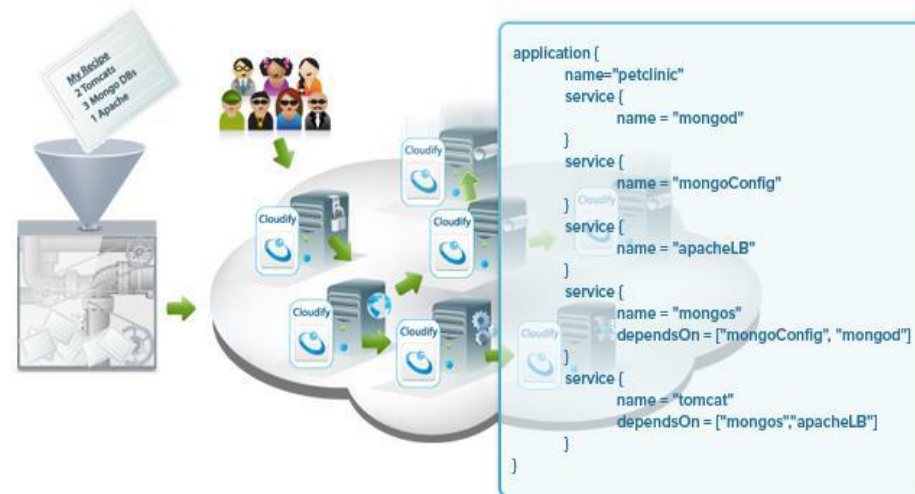 My Recipe
2 Tomcats
3 Mongo DBs
1 Apache
Cloudify
Cloudify
Cloudify
Cloudify
Cloudify
Cloudify
Cloudify
application {
name="petclinic"
service {
name = "mongod"
}
service {
name = "mongoConfig"
}
service {
name = "apacheLB"
}
service {
name = "mongos"
dependsOn = ["mongoConfig", "mongod"]
}
service {
name = "tomcat"
dependsOn = ["mongos","apacheLB"]
}
}